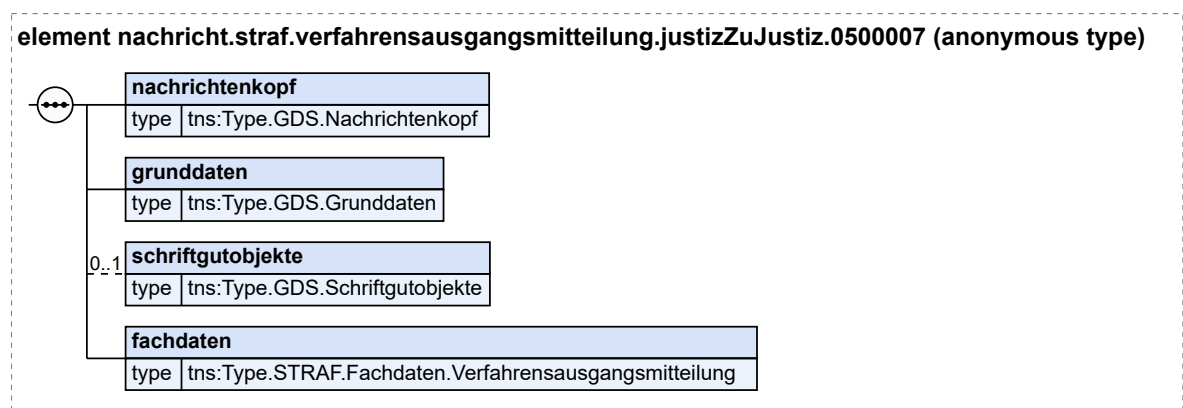 element nachricht.straf.verfahrensausgangsmitteilung.justizZuJustiz.0500007 (anonymous type)
nachrichtenkopf
type tns:Type.GDS.Nachrichtenkopf
grunddaten
type tns:Type.GDS.Grunddaten
0..1 schriftgutobjekte
type tns:Type.GDS.Schriftgutobjekte
fachdaten
type tns:Type.STRAF.Fachdaten.Verfahrensausgangsmitteilung